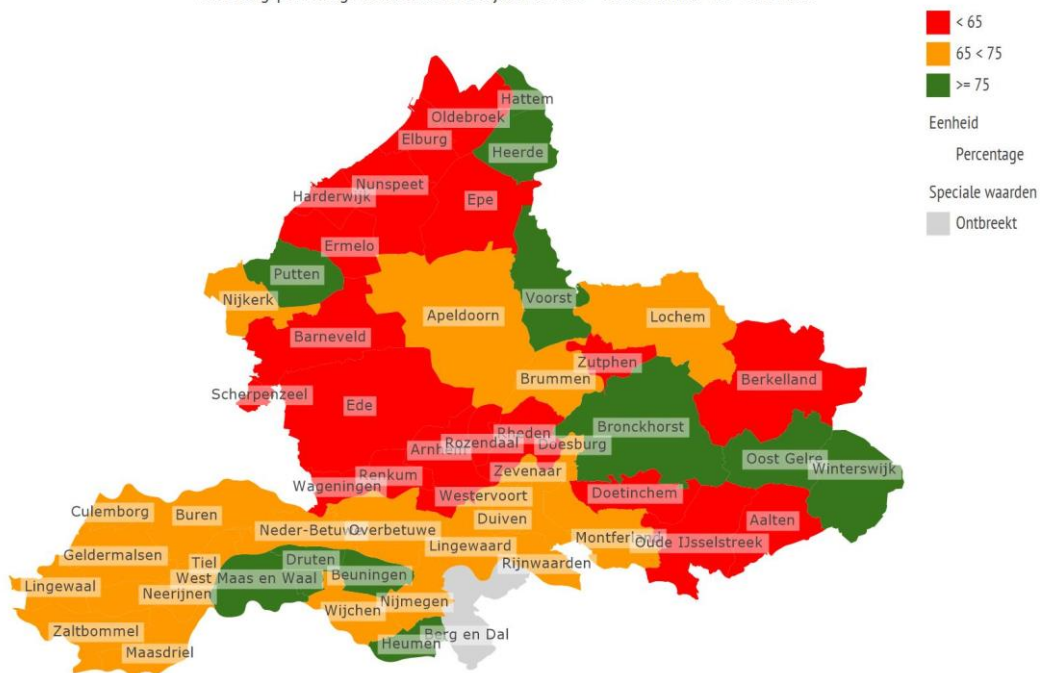 < 65
65 < 75
>= 75
Eenheid
Percentage
Speciale waarden
Ontbreekt
Hattem
Oldebroek
Elburg
Heerde
Nunspeet
Harderwijk
Epe
Ermelo
Putten
Nijkerk
Voorst
Apeldoorn
Lochem
Barneveld
Zutphen
Brummen
Berkelland
Scherpenzeel
Ede
Bronckhorst
Rheden
Rozendaal
Doesburg
Arnhem
Oost Gelre
Winterswijk
Zevenaar
Renkum
Wageningen
Westervoort
Doetinchem
Culemborg
Buren
Duiven
Aalten
Neder-Betuwe
Overbetuwe
Montferland
Oude IJsselstreek
Lingewaard
Geldermalsen
Tiel
Druten
Rijnwaarden
West Maas en Waal
Beuningen
Lingewaal
Neerijnen
Nijmegen
Wijchen
Zaltbommel
Berg en Dal
Heumen
Maasdriel